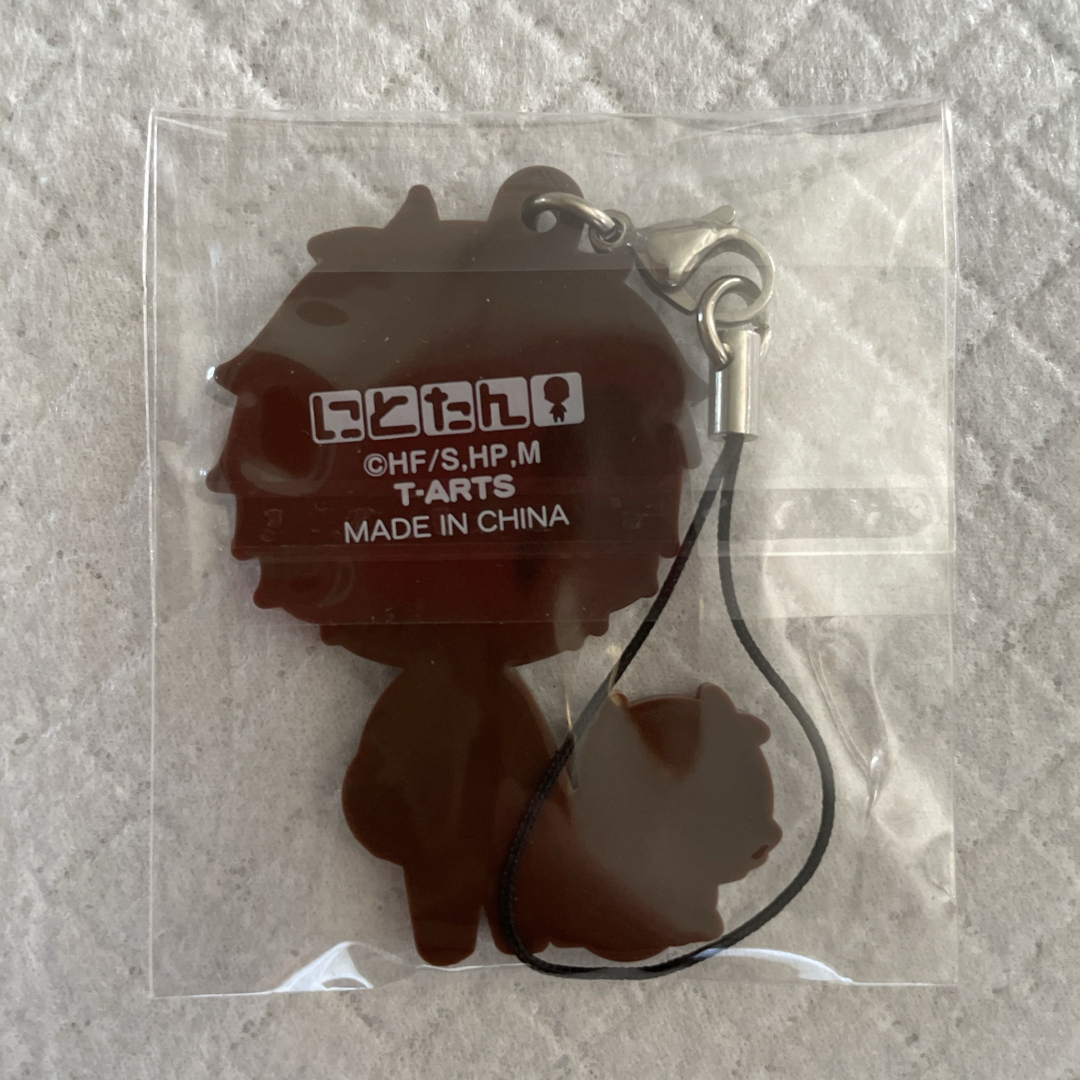 にとたん
©HF/S,HP,M
T-ARTS
MADE IN CHINA